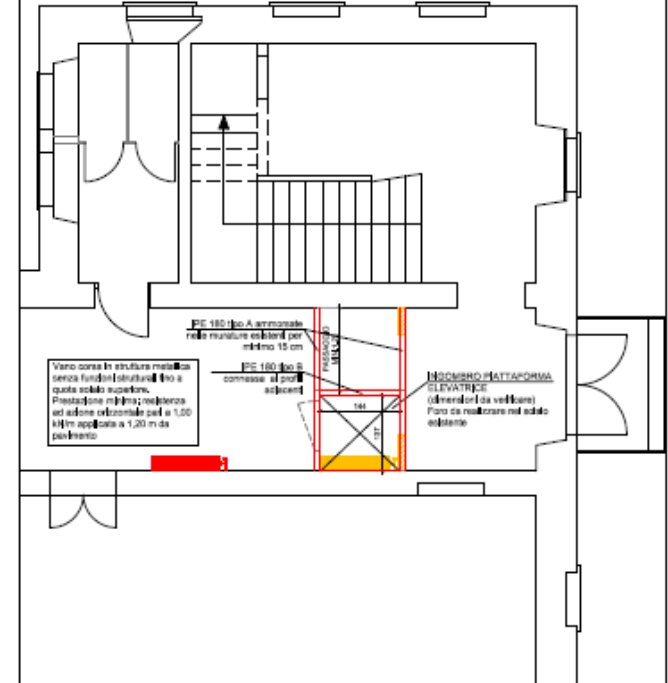 IPE 180 tipo A ammorsate
nelle murature esistenti per
minimo 15 cm
PASSAGGIO
IPE 180 tipo B
connesse ai profili
adiacenti
Vano corsa in struttura metallica
senza funzioni strutturali fino a
quota solaio superiore.
Prestazione minima: resistenza
ad azione orizzontale pari a 1,00
kN/m applicata a 1,20 m da
pavimento
INGOMBRO PIATTAFORMA
ELEVATRICE
(dimensioni da verificare)
Foro da realizzare nel solaio
esistente
144
137